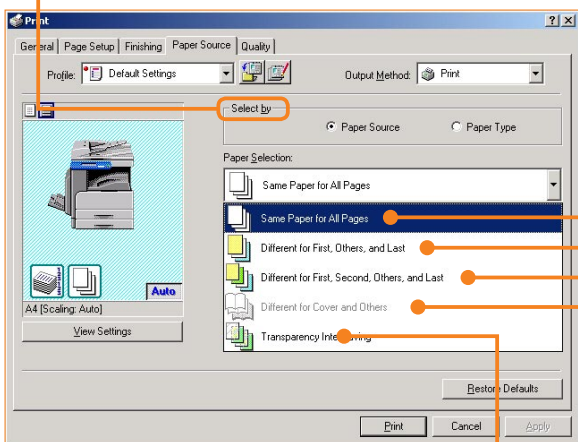 Print
General Page Setup Finishing Paper Source Quality
Profile: Default Settings Output Method: Print
Select by
Paper Source Paper Type
Paper Selection:
Same Paper for All Pages
Same Paper for All Pages
Different for First, Others, and Last
Different for First, Second, Others, and Last
Auto
A4 [Scaling: Auto]
Different for Cover and Others
View Settings
Transparency Interleaving
Restore Defaults
Print Cancel Apply